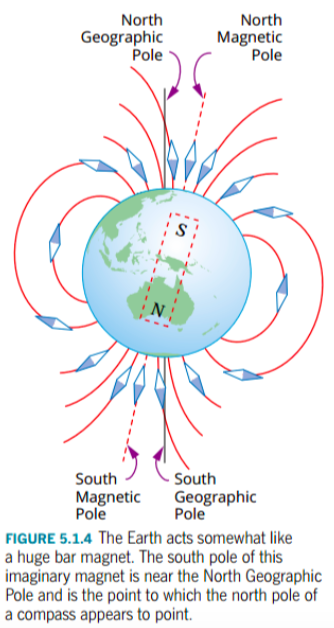 North
Geographic
Pole
North
Magnetic
Pole
S
N
South
Magnetic
Pole
South
Geographic
Pole
FIGURE 5.1.4 The Earth acts somewhat like
a huge bar magnet. The south pole of this
imaginary magnet is near the North Geographic
Pole and is the point to which the north pole of
a compass appears to point.